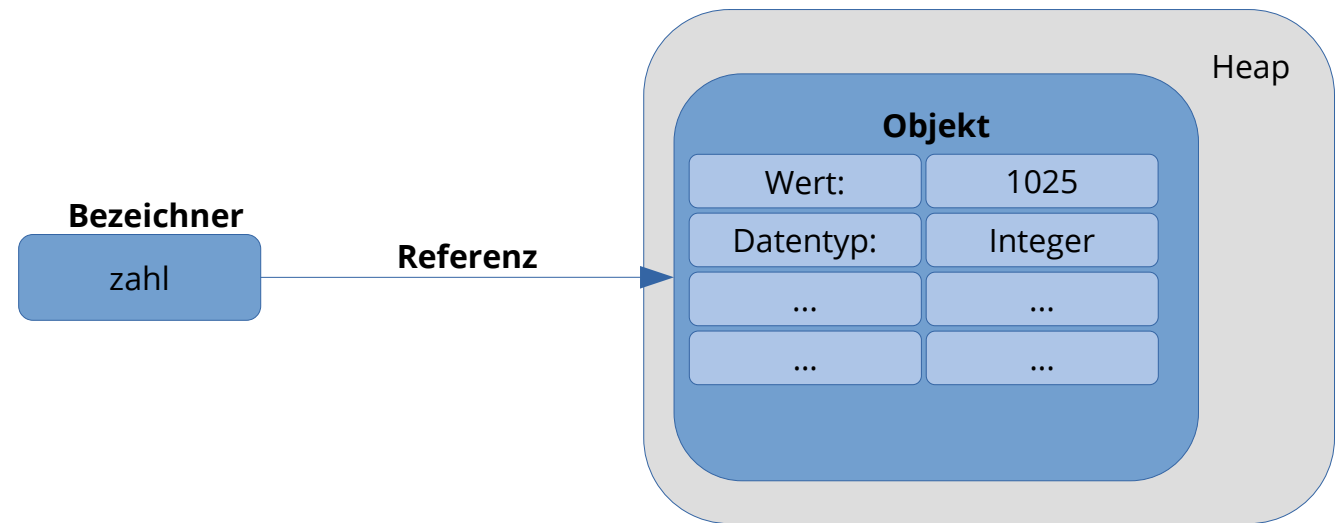 Heap
Objekt
Wert: 1025
Bezeichner
Datentyp: Integer
Referenz
zahl
... ...
... ...